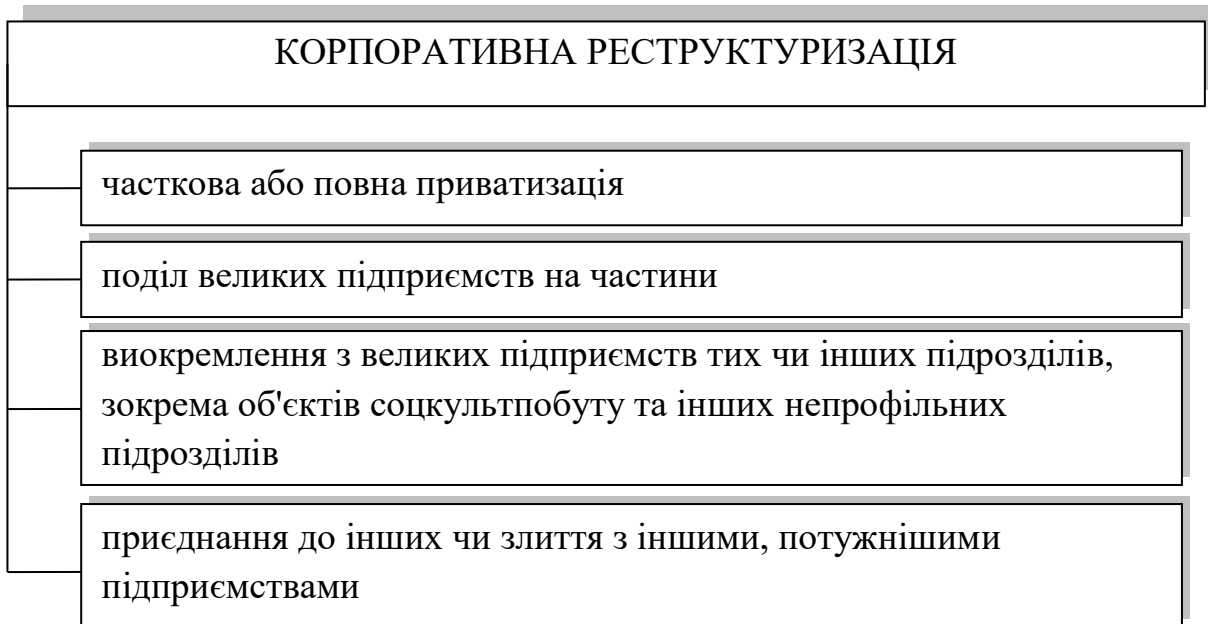 КОРПОРАТИВНА РЕСТРУКТУРИЗАЦІЯ
часткова або повна приватизація
поділ великих підприємств на частини
виокремлення з великих підприємств тих чи інших підрозділів,
зокрема об'єктів соцкультпобуту та інших непрофільних
підрозділів
приєднання до інших чи злиття з іншими, потужнішими
підприємствами